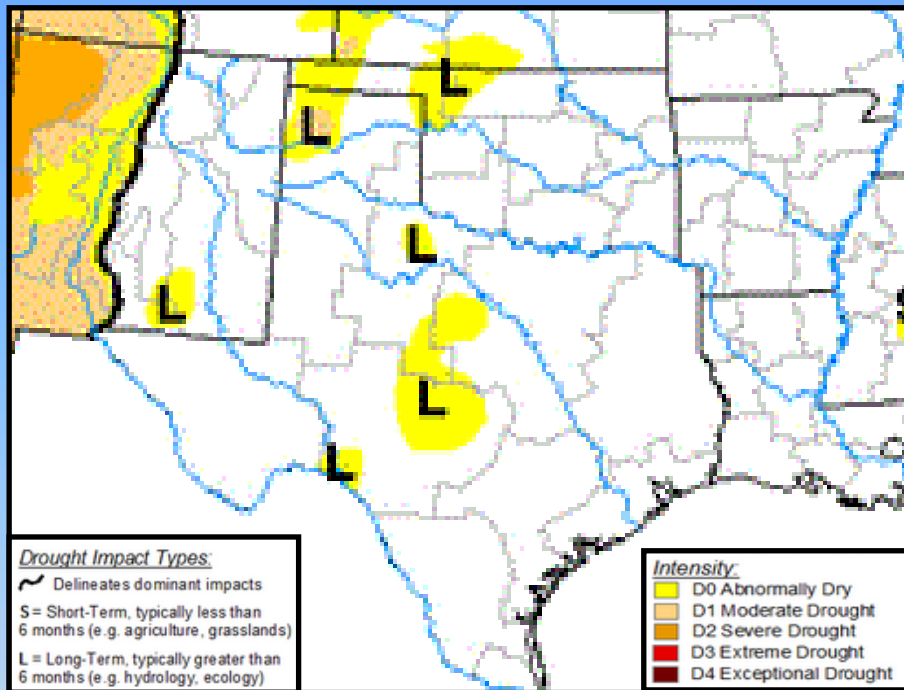 L
L
L
L
L
L
Drought Impact Types:
Delineates dominant impacts
S = Short-Term, typically less than
6 months (e.g. agriculture, grasslands)
L = Long-Term, typically greater than
6 months (e.g. hydrology, ecology)
Intensity:
D0 Abnormally Dry
D1 Moderate Drought
D2 Severe Drought
D3 Extreme Drought
D4 Exceptional Drought